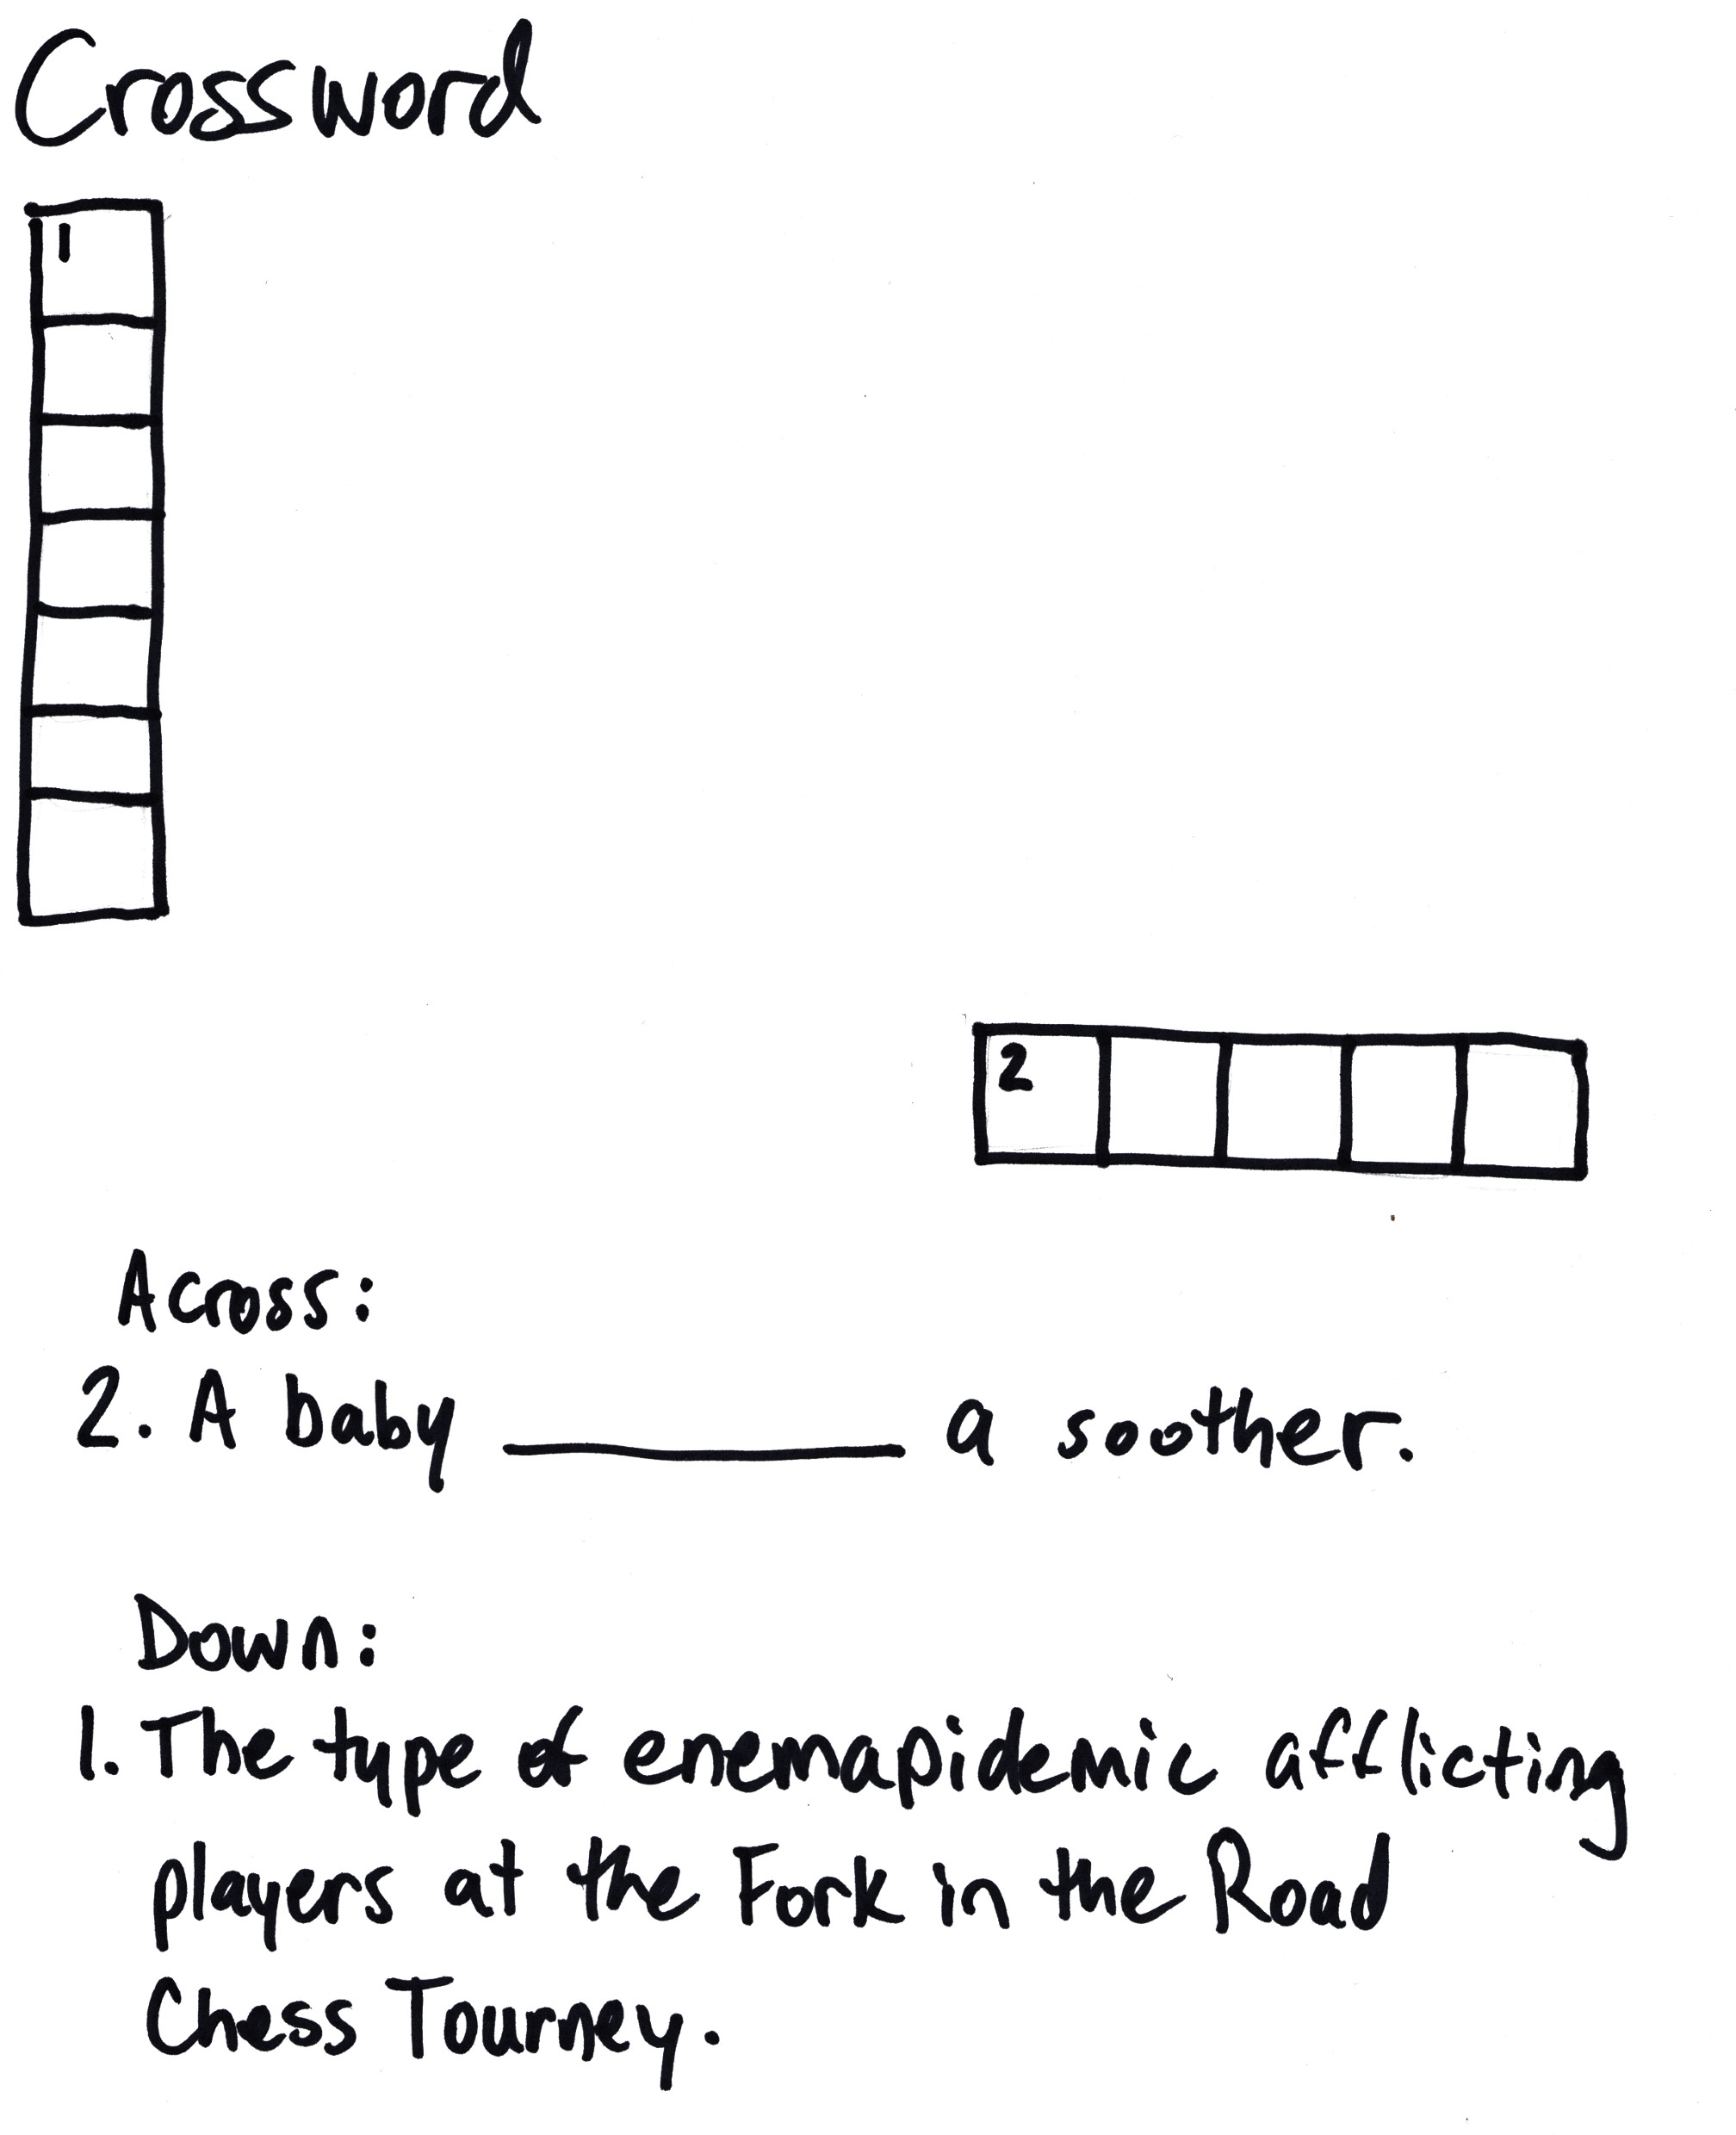 Crossword
1
2
Across:
2. A baby ________ a soother.
Down:
1. The type of enemapidemic afflicting
players at the Fork in the Road
Chess Tourney.